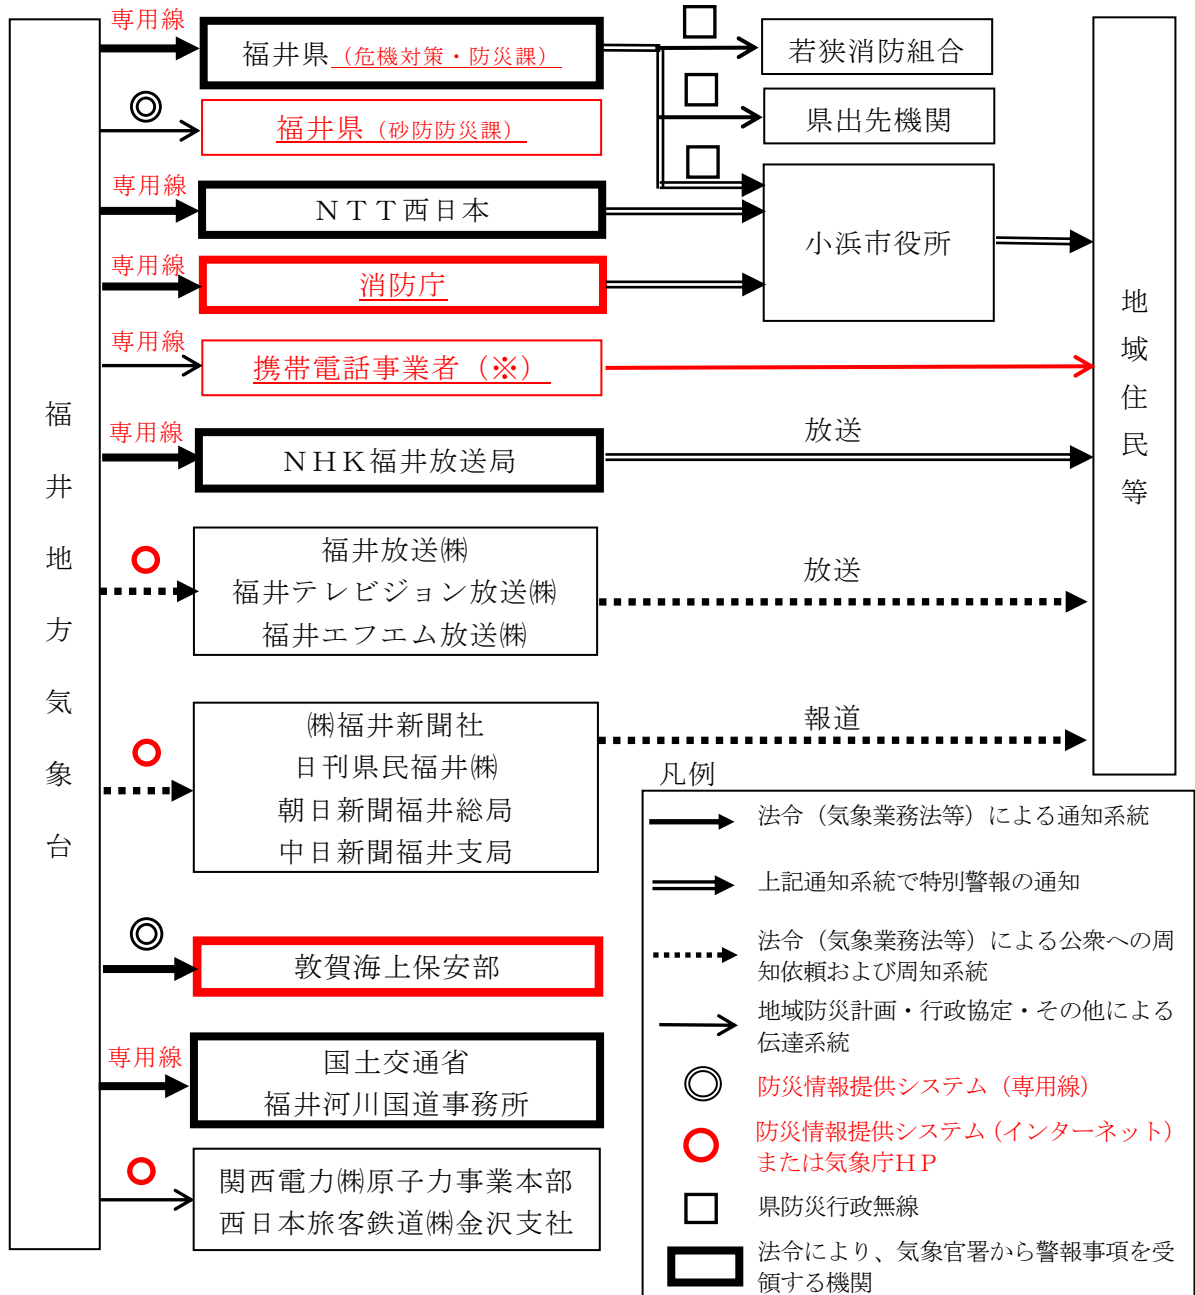 福井地方気象台
専用線
福井県（危機対策・防災課）
福井県（砂防防災課）
専用線
ＮＴＴ西日本
専用線
消防庁
専用線
携帯電話事業者（※）
専用線
ＮＨＫ福井放送局
福井放送㈱
福井テレビジョン放送㈱
福井エフエム放送㈱
㈱福井新聞社
日刊県民福井㈱
朝日新聞福井総局
中日新聞福井支局
敦賀海上保安部
専用線
国土交通省
福井河川国道事務所
関西電力㈱原子力事業本部
西日本旅客鉄道㈱金沢支社
若狭消防組合
県出先機関
小浜市役所
放送
放送
報道
地域住民等
凡例
法令（気象業務法等）による通知系統
上記通知系統で特別警報の通知
法令（気象業務法等）による公衆への周
知依頼および周知系統
地域防災計画・行政協定・その他による
伝達系統
防災情報提供システム（専用線）
防災情報提供システム（インターネット）
または気象庁ＨＰ
県防災行政無線
法令により、気象官署から警報事項を受
領する機関